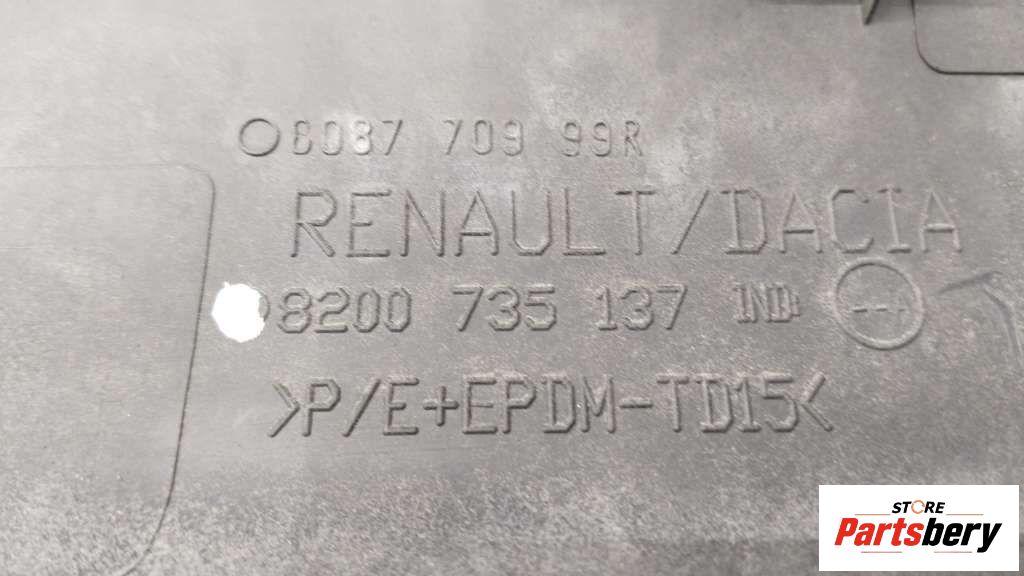 8087 709 99R
RENAULT/DACIA
8200 735 137 IND:
--A
>P/E+EPDM-TD15<
STORE
Partsbery